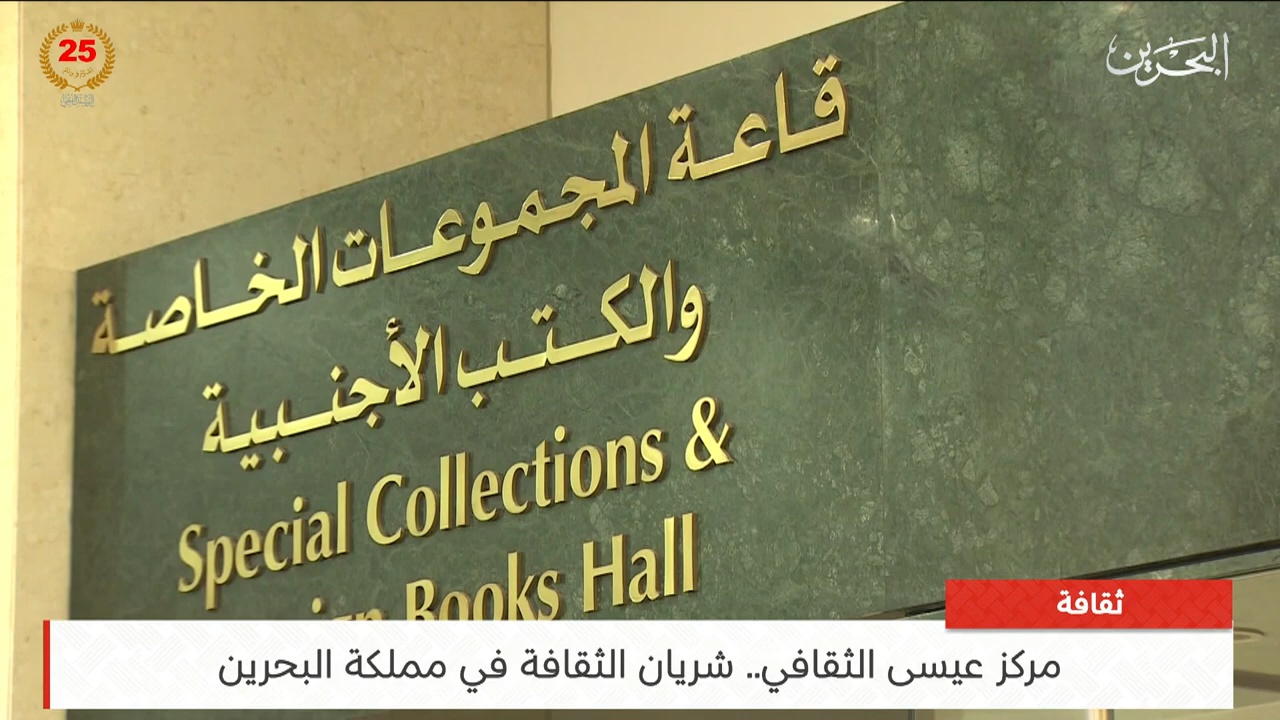 25
البحرين
قاعة المجموعات الخاصة
والكتب الأجنبية
Special Collections &
Books Hall
ثقافة
مركز عيسى الثقافي.. شريان الثقافة في مملكة البحرين